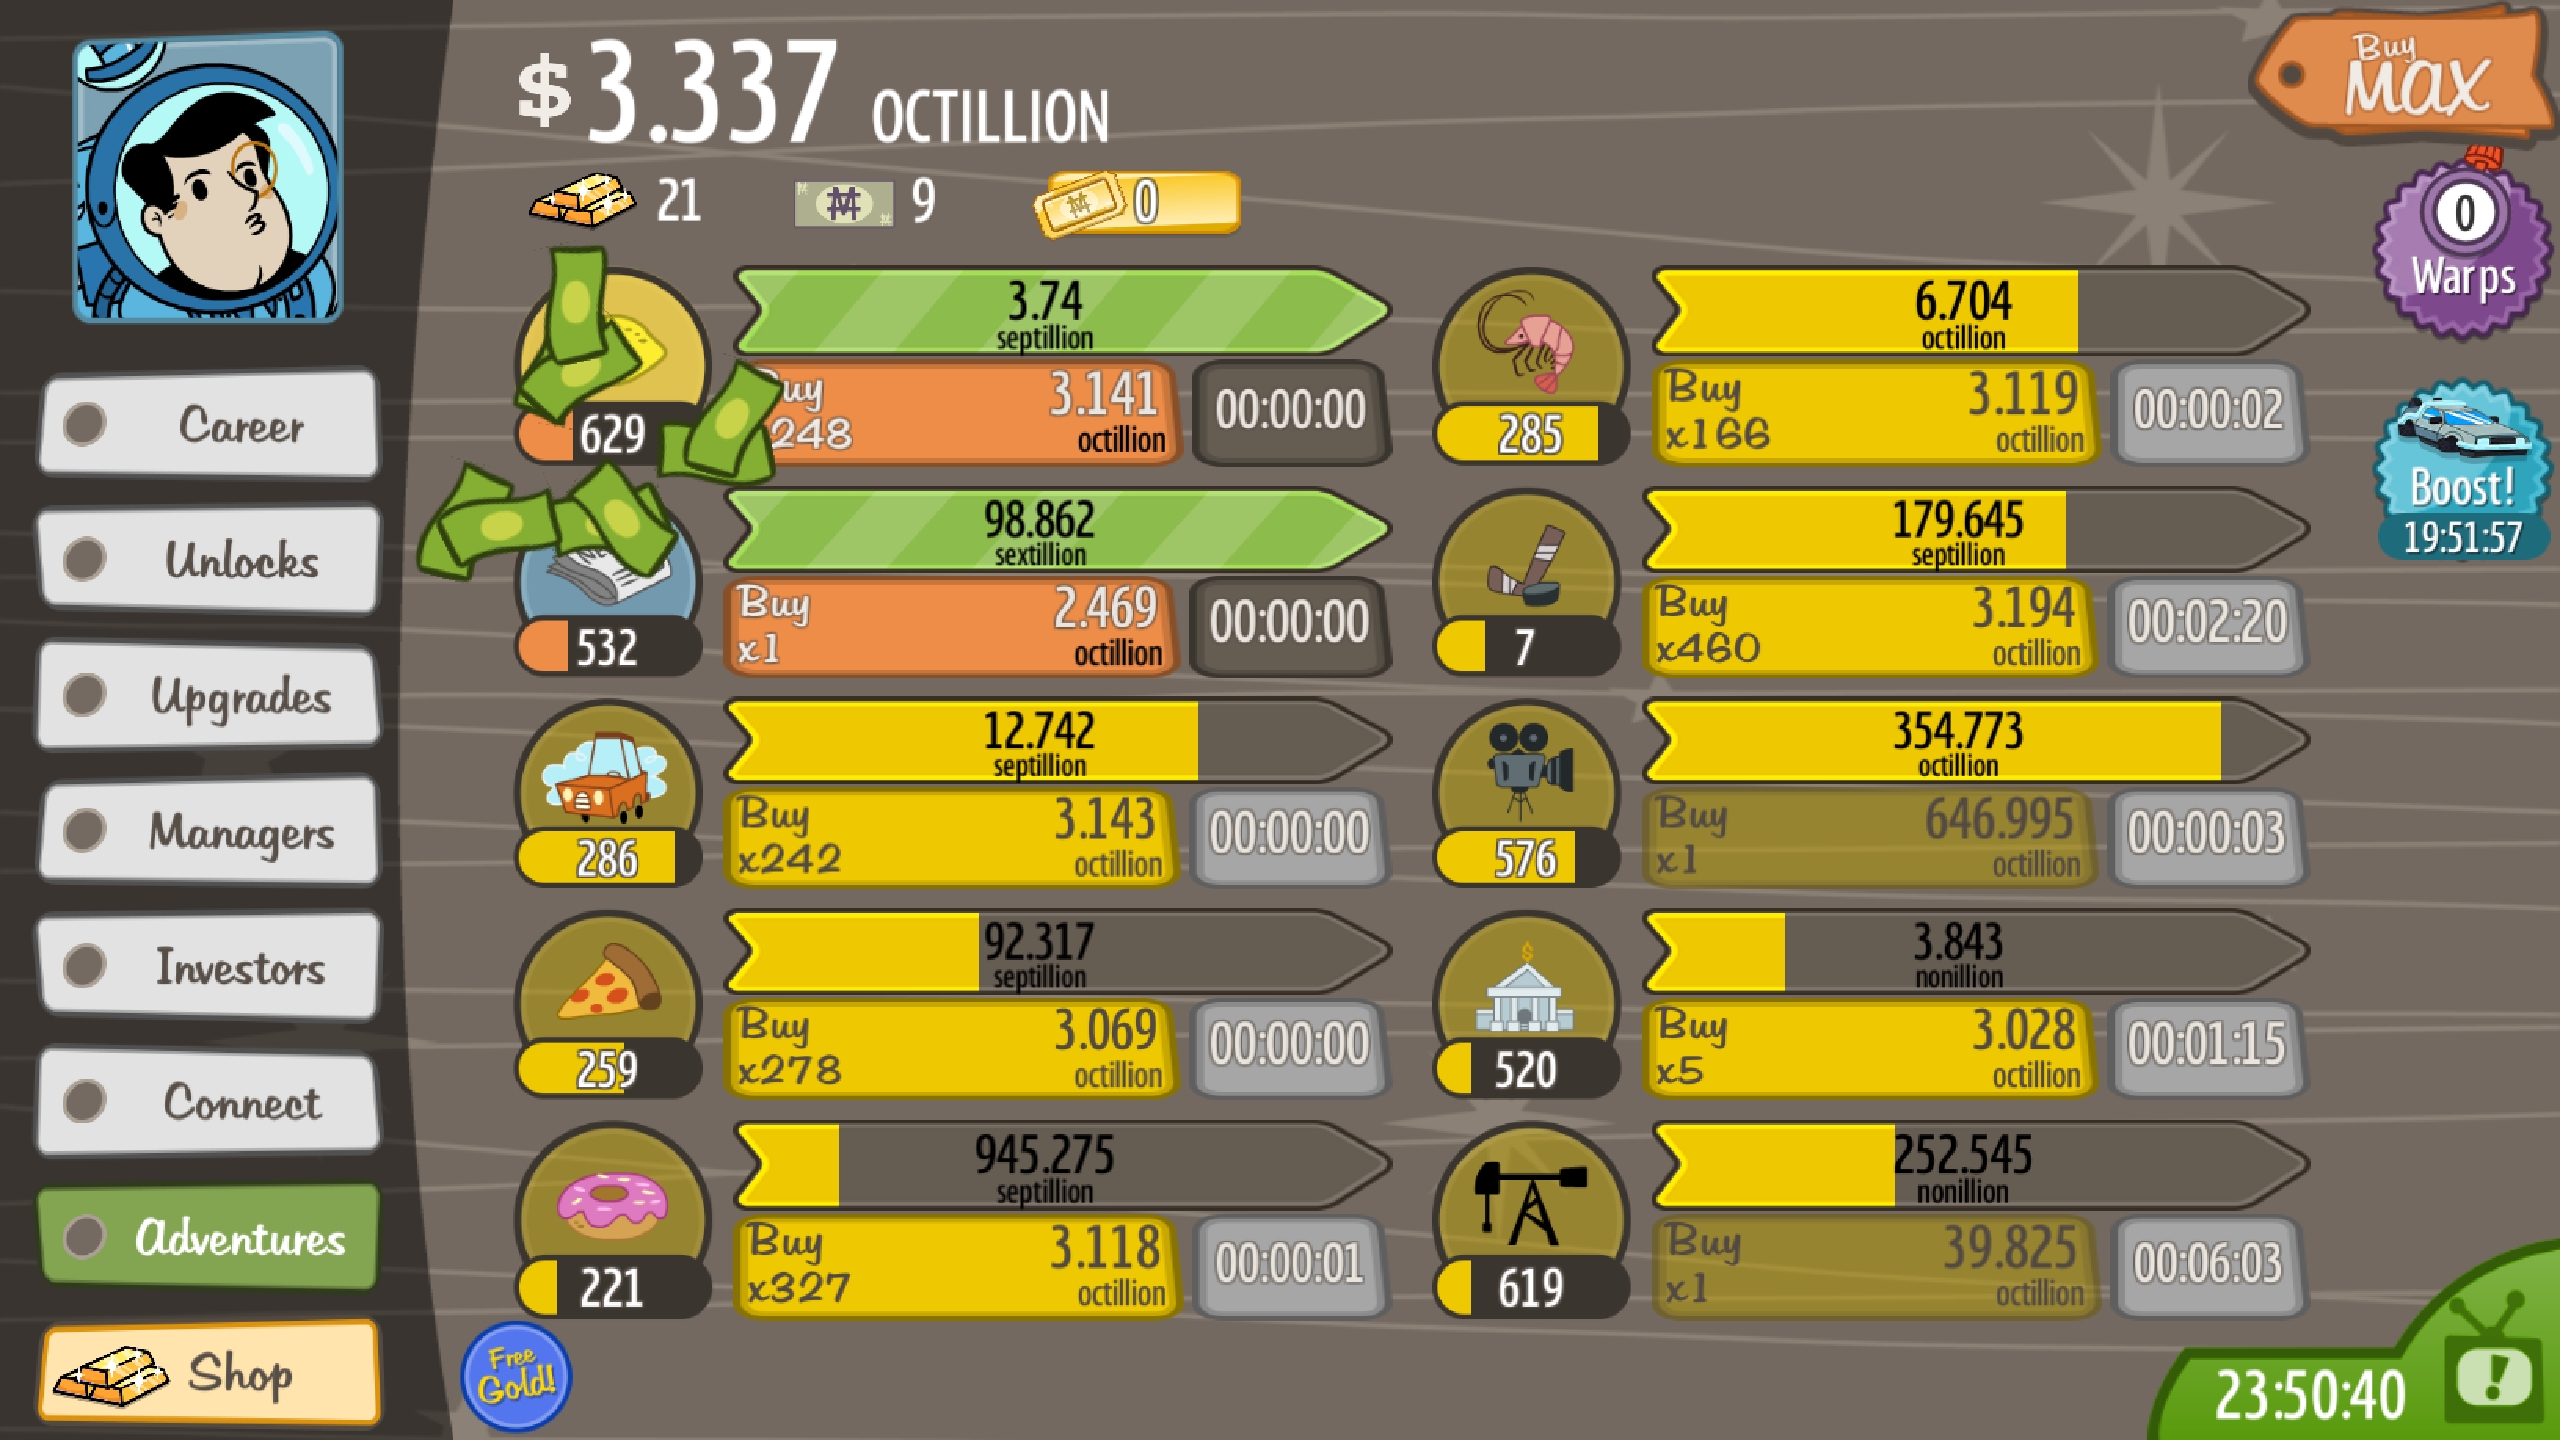 $3.337 OCTILLION
21
9
0
Buy
MAX
0
Warps
Boost!
19:51:57
Career
Unlocks
Upgrades
Managers
Investors
Connect
Adventures
Shop
Free
Gold!
3.74
septillion
629
uy 3.141
248 octillion
00:00:00
98.862
sextillion
532
Buy 2.469
x1 octillion
00:00:00
12.742
septillion
286
Buy 3.143
x242 octillion
00:00:00
92.317
septillion
259
Buy 3.069
x278 octillion
00:00:00
945.275
septillion
221
Buy 3.118
x327 octillion
00:00:01
6.704
octillion
285
Buy 3.119
x166 octillion
00:00:02
179.645
septillion
7
Buy 3.194
x460 octillion
00:02:20
354.773
octillion
576
Buy 646.995
x1 octillion
00:00:03
3.843
nonillion
520
Buy 3.028
x5 octillion
00:01:15
252.545
nonillion
619
Buy 39.825
x1 octillion
00:06:03
23:50:40
!